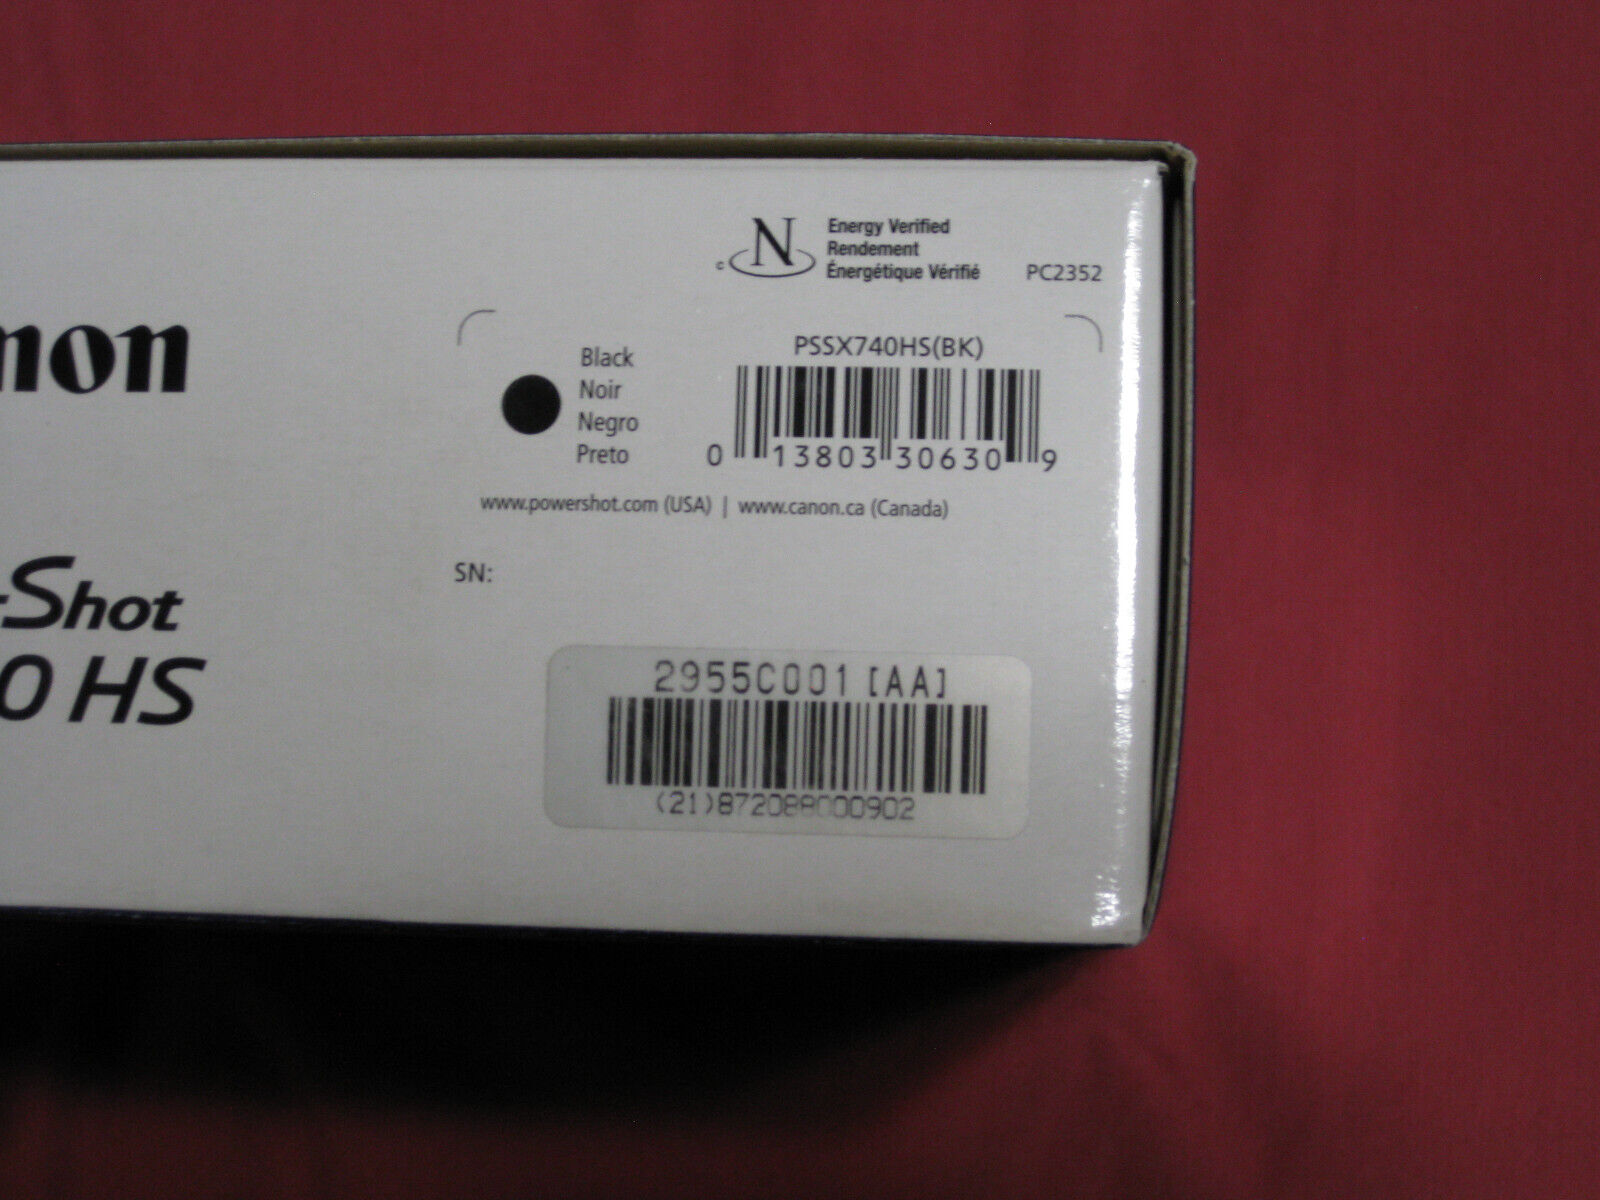 non
-Shot
0 HS
N
c
Energy Verified
Rendement
Énergétique Vérifié
PC2352
Black
Noir
Negro
Preto
PSSX740HS(BK)
0 13803 30630 9
www.powershot.com (USA) | www.canon.ca (Canada)
SN:
2955C001 [AA]
(21)872088000902